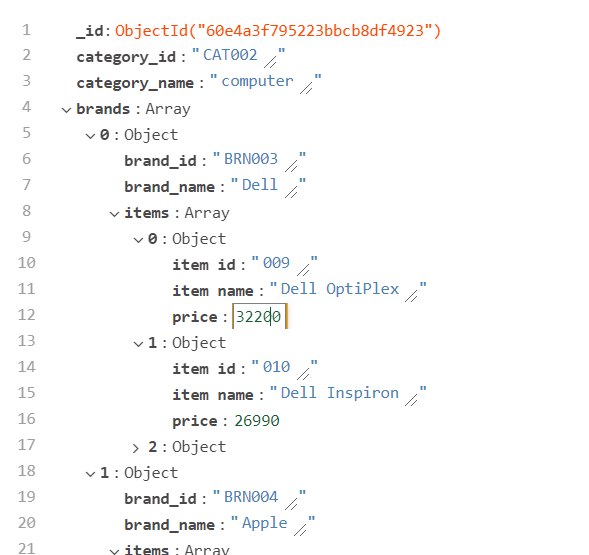 1 _id: ObjectId("60e4a3f795223bbcb8df4923")
2 category_id : "CAT002"
3 category_name : "computer"
4 brands : Array
5 0 : Object
6 brand_id : "BRN003"
7 brand_name : "Dell"
8 items : Array
9 0 : Object
10 item id : "009"
11 item name : "Dell OptiPlex"
12 price : 32200
13 1 : Object
14 item id : "010"
15 item name : "Dell Inspiron"
16 price : 26990
17 2 : Object
18 1 : Object
19 brand_id : "BRN004"
20 brand_name : "Apple"
21 items : Array